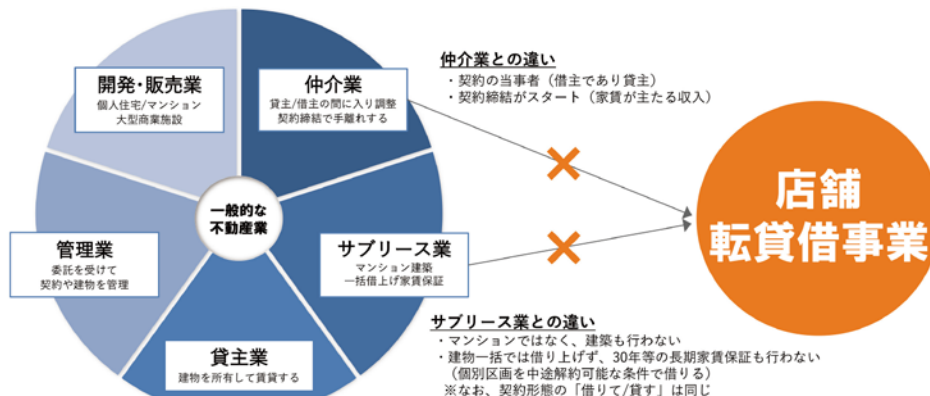 開発・販売業
個人住宅/マンション
大型商業施設
仲介業
貸主/借主の間に入り調整
契約締結で手離れする
一般的な
不動産業
管理業
委託を受けて
契約や建物を管理
サブリース業
マンション建築
一括借上げ家賃保証
貸主業
建物を所有して賃貸する
仲介業との違い
・契約の当事者（借主であり貸主）
・契約締結がスタート（家賃が主たる収入）
店舗
転貸借事業
サブリース業との違い
・マンションではなく、建築も行わない
・建物一括では借り上げず、30年等の長期家賃保証も行わない
（個別区画を中途解約可能な条件で借りる）
※なお、契約形態の「借りて/貸す」は同じ